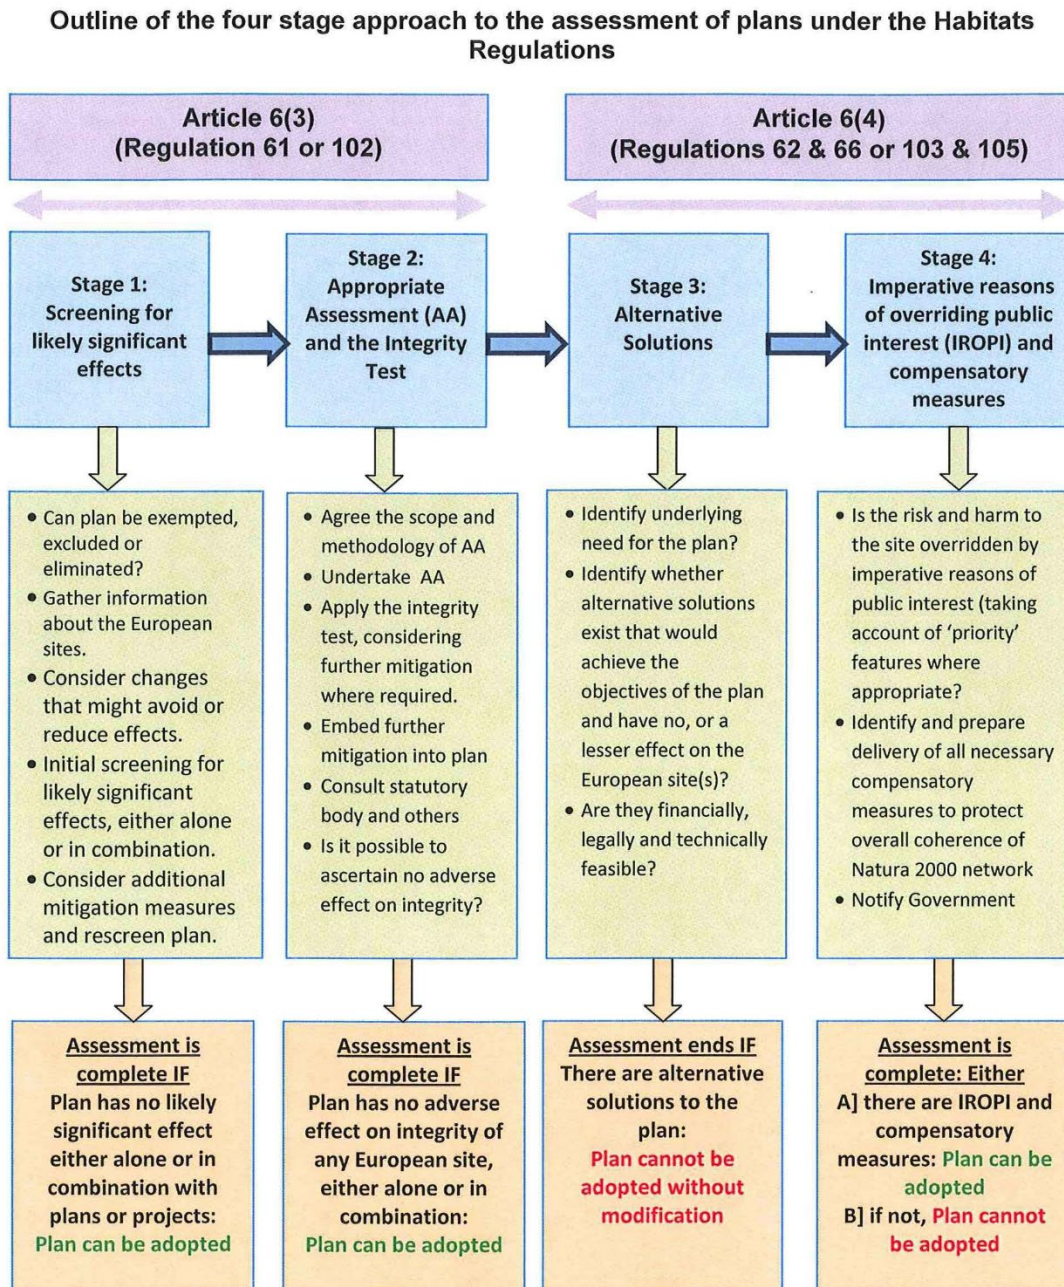 Outline of the four stage approach to the assessment of plans under the Habitats
Regulations
Article 6(3)
(Regulation 61 or 102)
Article 6(4)
(Regulations 62 & 66 or 103 & 105)
Stage 1:
Screening for
likely significant
effects
Stage 2:
Appropriate
Assessment (AA)
and the Integrity
Test
Stage 3:
Alternative
Solutions
Stage 4:
Imperative reasons
of overriding public
interest (IROPI) and
compensatory
measures
• Can plan be exempted,
excluded or
eliminated?
• Gather information
about the European
sites.
• Consider changes
that might avoid or
reduce effects.
• Initial screening for
likely significant
effects, either alone
or in combination.
• Consider additional
mitigation measures
and rescreen plan.
• Agree the scope and
methodology of AA
• Undertake AA
• Apply the integrity
test, considering
further mitigation
where required.
• Embed further
mitigation into plan
• Consult statutory
body and others
• Is it possible to
ascertain no adverse
effect on integrity?
• Identify underlying
need for the plan?
• Identify whether
alternative solutions
exist that would
achieve the
objectives of the plan
and have no, or a
lesser effect on the
European site(s)?
• Are they financially,
legally and technically
feasible?
• Is the risk and harm to
the site overridden by
imperative reasons of
public interest (taking
account of ‘priority’
features where
appropriate?
• Identify and prepare
delivery of all necessary
compensatory
measures to protect
overall coherence of
Natura 2000 network
• Notify Government
Assessment is
complete IF
Plan has no likely
significant effect
either alone or in
combination with
plans or projects:
Plan can be adopted
Assessment is
complete IF
Plan has no adverse
effect on integrity of
any European site,
either alone or in
combination:
Plan can be adopted
Assessment ends IF
There are alternative
solutions to the
plan:
Plan cannot be
adopted without
modification
Assessment is
complete: Either
A] there are IROPI and
compensatory
measures: Plan can be
adopted
B] if not, Plan cannot
be adopted